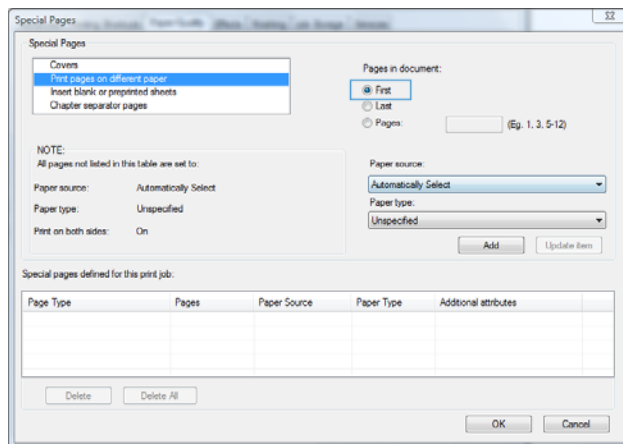 Special Pages
Special Pages
Covers
Print pages on different paper
Insert blank or preprinted sheets
Chapter separator pages
Pages in document:
First
Last
Pages:
(Eg. 1, 3, 5-12)
NOTE:
All pages not listed in this table are set to:
Paper source: Automatically Select
Paper type: Unspecified
Print on both sides: On
Paper source:
Automatically Select
Paper type:
Unspecified
Add
Update item
Special pages defined for this print job:
Page Type Pages Paper Source Paper Type Additional attributes
Delete
Delete All
OK
Cancel